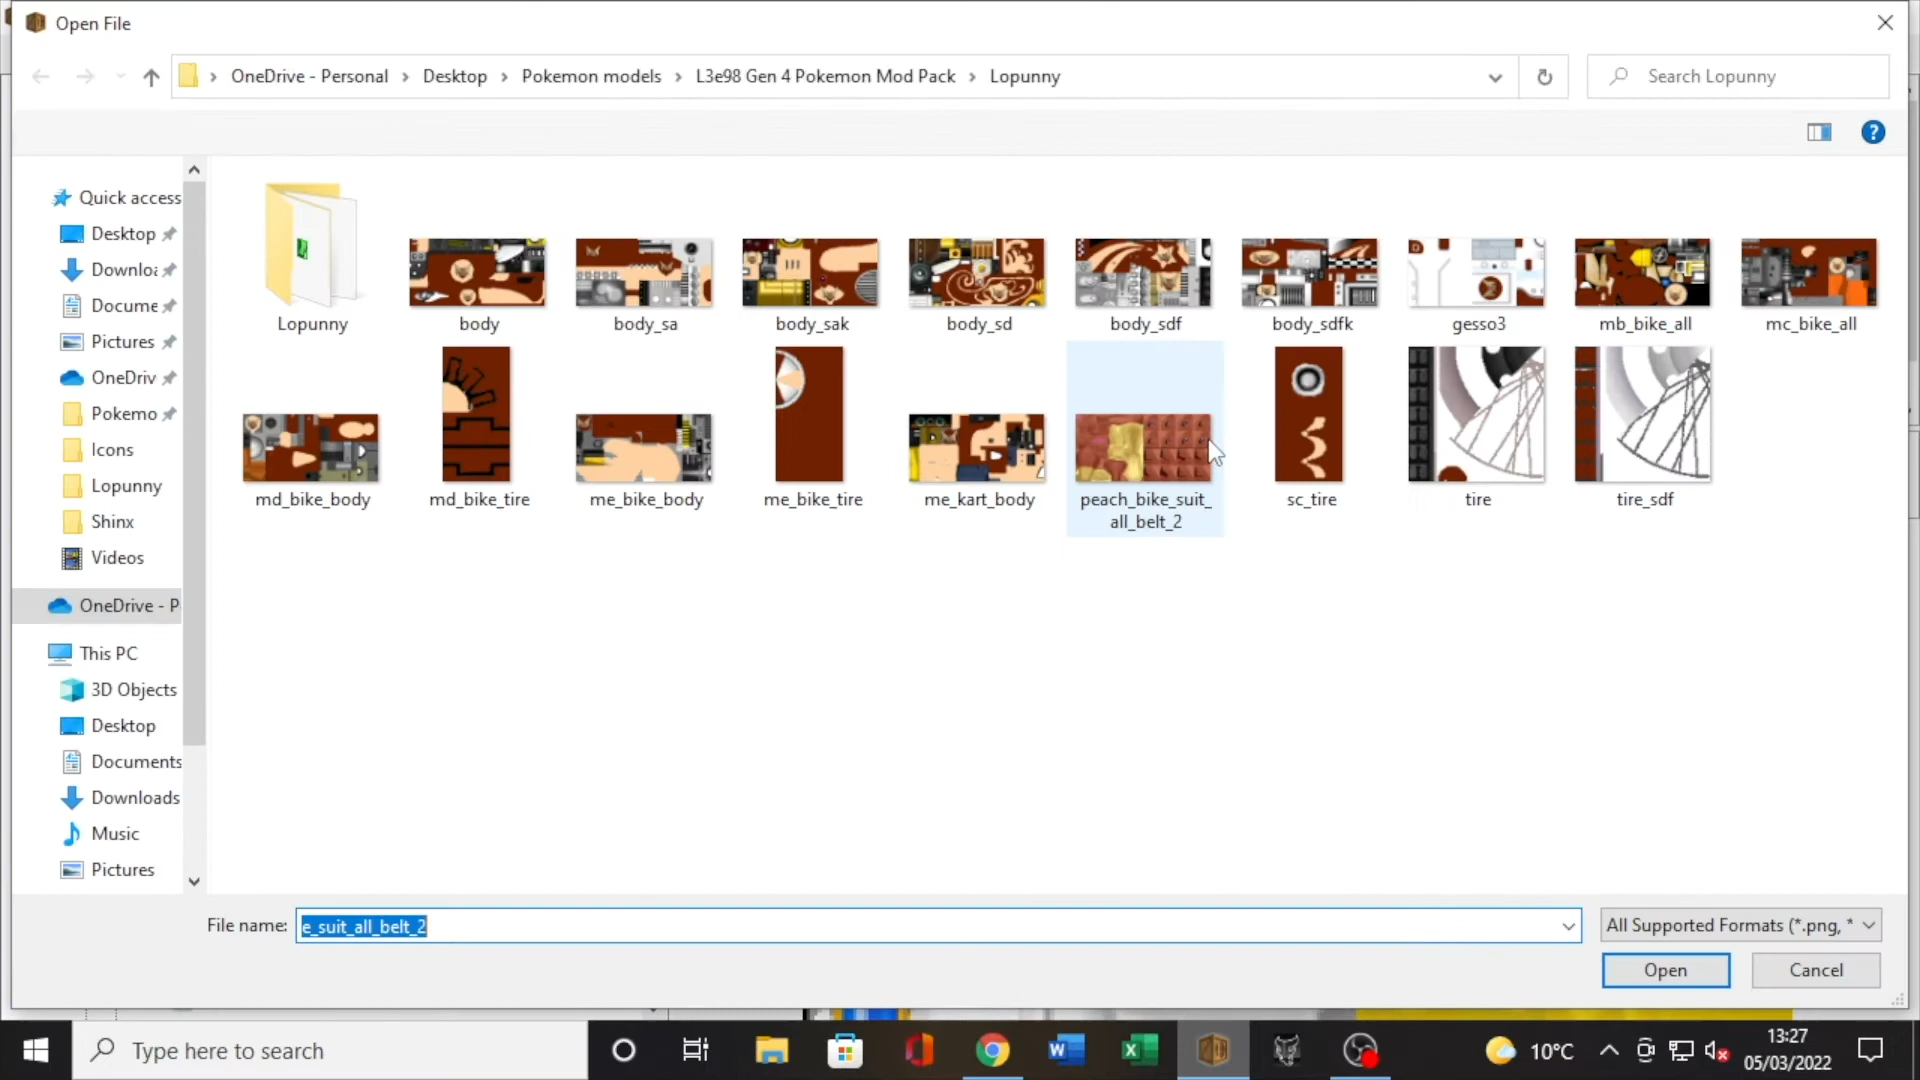 Open File
OneDrive - Personal > Desktop > Pokemon models > L3e98 Gen 4 Pokemon Mod Pack > Lopunny
Search Lopunny
Quick access
Desktop
Downloa
Docume
Pictures
OneDriv
Pokemo
Icons
Lopunny
Shinx
Videos
OneDrive - P
This PC
3D Objects
Desktop
Documents
Downloads
Music
Pictures
Lopunny
body
body_sa
body_sak
body_sd
body_sdf
body_sdfk
gesso3
mb_bike_all
mc_bike_all
md_bike_body
md_bike_tire
me_bike_body
me_bike_tire
me_kart_body
peach_bike_suit_
all_belt_2
sc_tire
tire
tire_sdf
File name:
e_suit_all_belt_2
All Supported Formats (*.png, *
Open
Cancel
Type here to search
10°C
13:27
05/03/2022